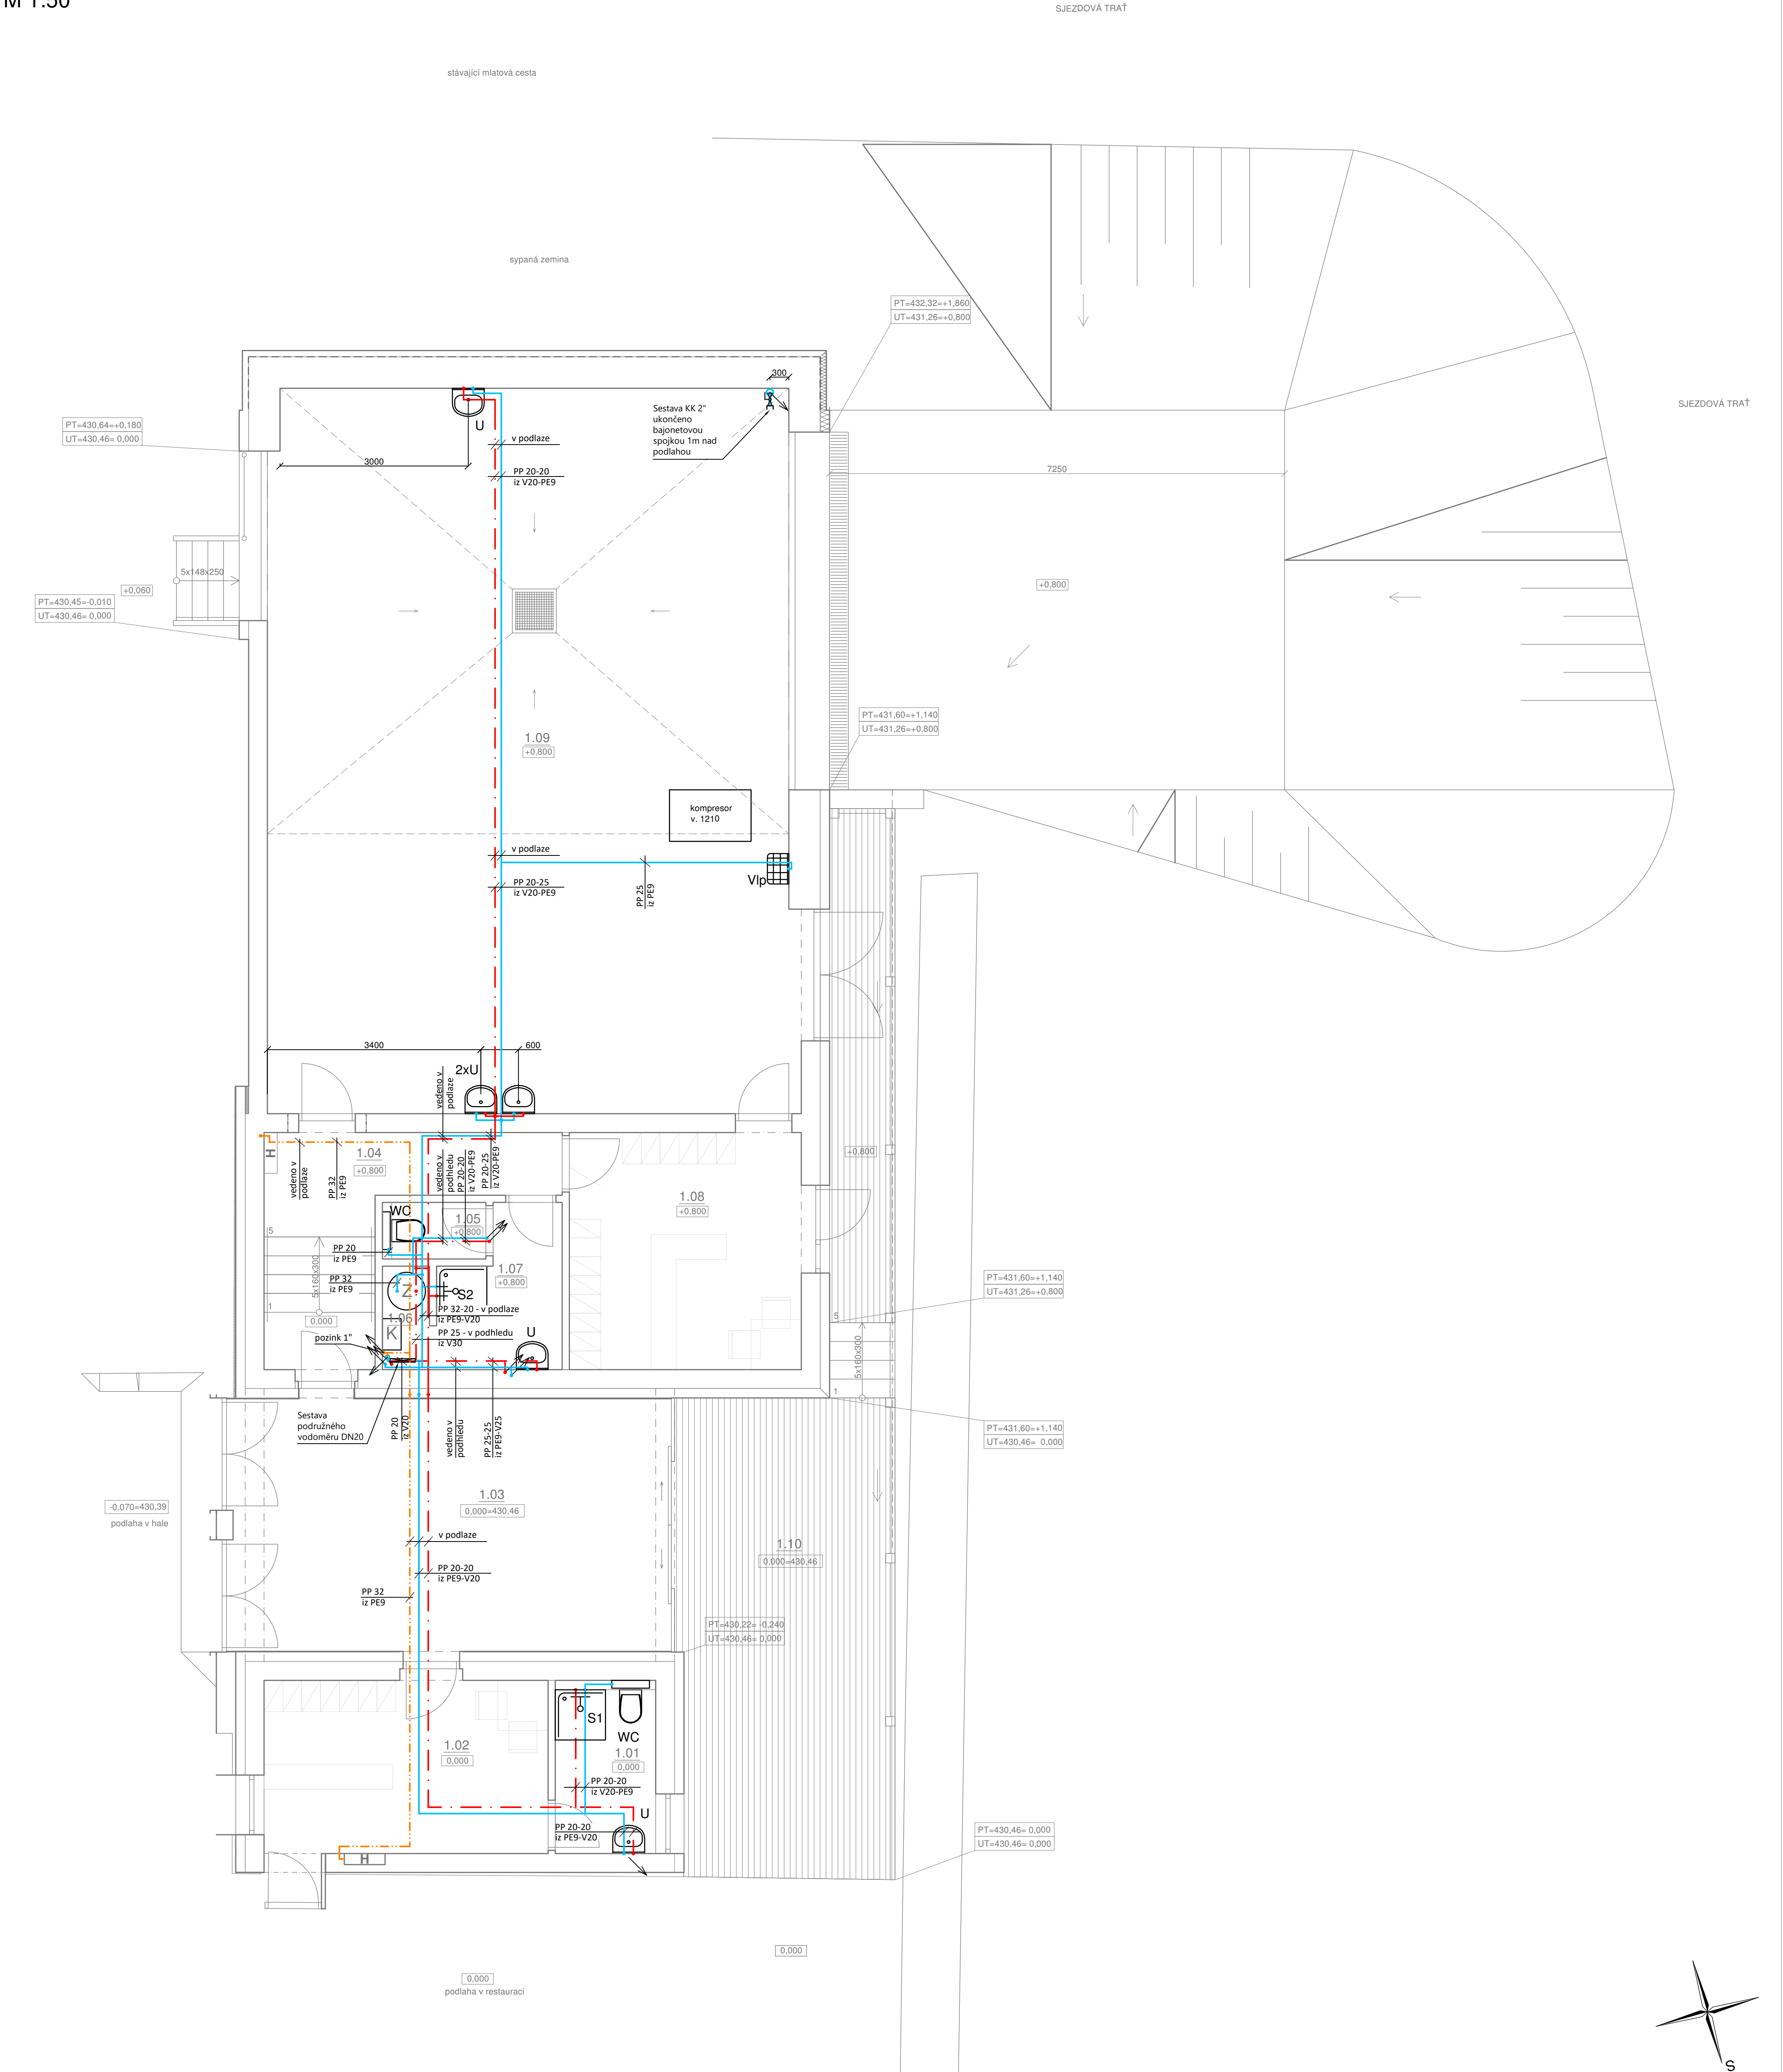 M 1:50
SJEZDOVÁ TRAŤ
stávající mlatová cesta
sypaná zemina
PT=432,32=+1,860
UT=431,26=+0,800
300
U
Sestava KK 2"
ukončeno
bajonetovou
spojkou 1m nad
podlahou
SJEZDOVÁ TRAŤ
PT=430,64=+0,180
UT=430,46= 0,000
v podlaze
3000
PP 20-20
iz V20-PE9
7250
5x148x250
+0,060
PT=430,45=-0,010
UT=430,46= 0,000
+0,800
PT=431,60=+1,140
UT=431,26=+0,800
1.09
+0,800
kompresor
v. 1210
v podlaze
Vlp
PP 20-25
iz V20-PE9
PP 25
iz PE9
3400
600
2xU
vedeno v
podlaze
H
1.04
+0,800
vedeno v
podlaze
PP 32
iz PE9
vedeno v
podhledu
PP 20-20
iz V20-PE9
PP 20-25
iz V20-PE9
+0,800
1.08
+0,800
WC
1.05
+0,800
5
PP 20
iz PE9
1.07
+0,800
PP 32
iz PE9
5x160x300
Z
S2
1
0,000
1.06
K
PP 32-20 - v podlaze
iz PE9-V20
pozink 1"
PP 25 - v podhledu
iz V30
U
PT=431,60=+1,140
UT=431,26=+0,800
5
5x160x300
1
Sestava
podružného
vodoměru DN20
PP 20
iz V20
vedeno v
podhledu
PP 25-25
iz PE9-V25
PT=431,60=+1,140
UT=430,46= 0,000
1.03
0,000=430,46
-0,070=430,39
podlaha v hale
v podlaze
1.10
0,000=430,46
PP 20-20
iz PE9-V20
PP 32
iz PE9
PT=430,22= -0,240
UT=430,46= 0,000
S1
WC
1.02
0,000
1.01
0,000
PP 20-20
iz V20-PE9
U
PP 20-20
iz PE9-V20
PT=430,46= 0,000
UT=430,46= 0,000
H
0,000
0,000
podlaha v restauraci
S